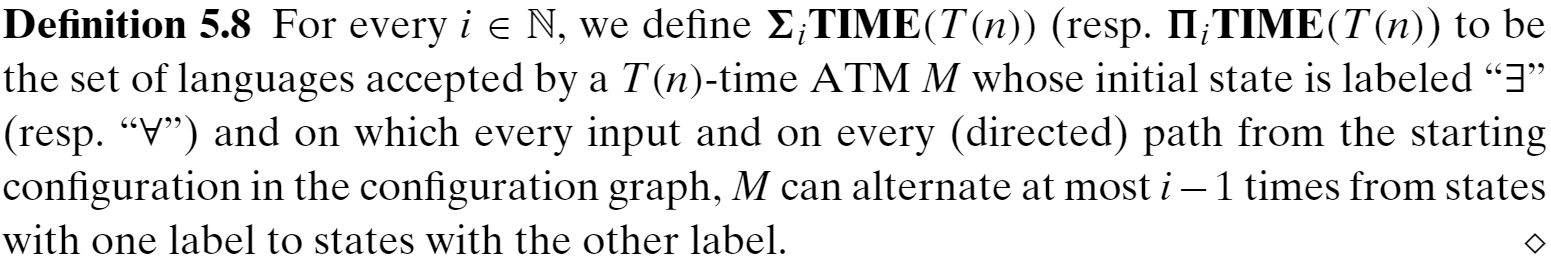 Definition 5.8 For every i ∈ ℕ, we define ΣᵢTIME(T(n)) (resp. ΠᵢTIME(T(n)) to be
the set of languages accepted by a T(n)-time ATM M whose initial state is labeled “∃”
(resp. “∀”) and on which every input and on every (directed) path from the starting
configuration in the configuration graph, M can alternate at most i – 1 times from states
with one label to states with the other label. ◇